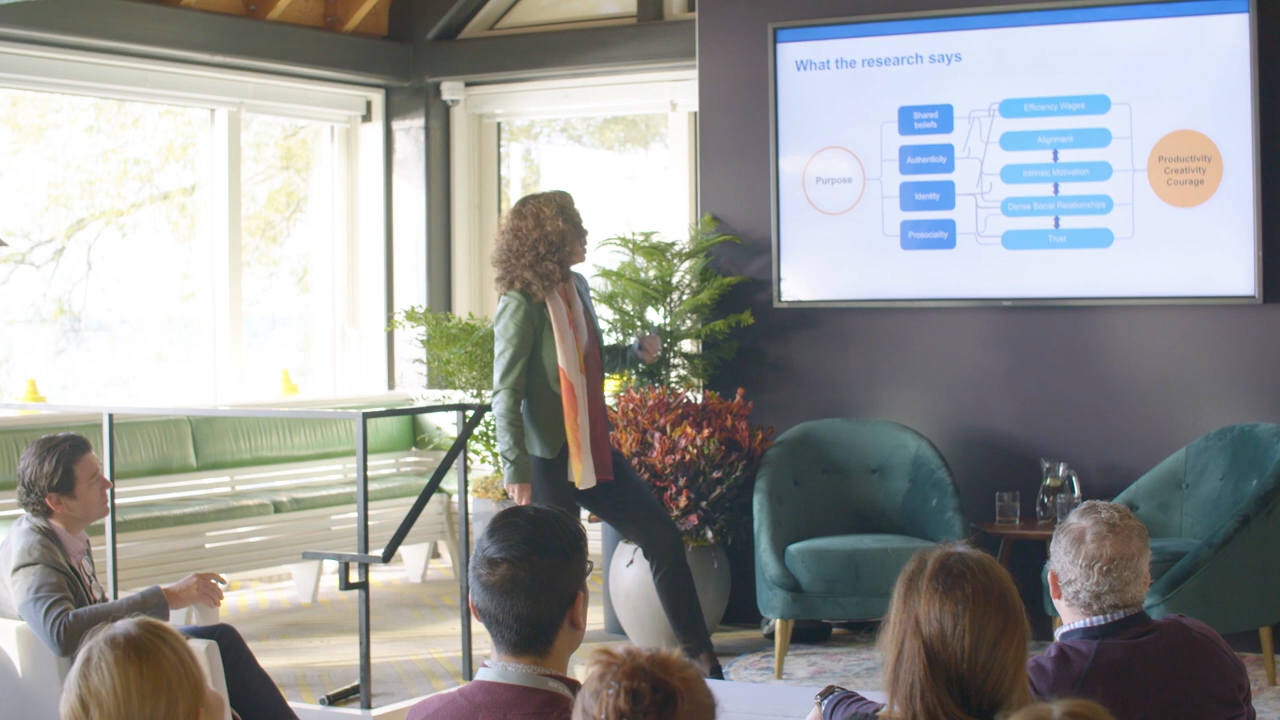 What the research says
Purpose
Shared
beliefs
Authenticity
Identity
Prosociality
Efficiency Wages
Alignment
Intrinsic Motivation
Dense Social Relationships
Trust
Productivity
Creativity
Courage